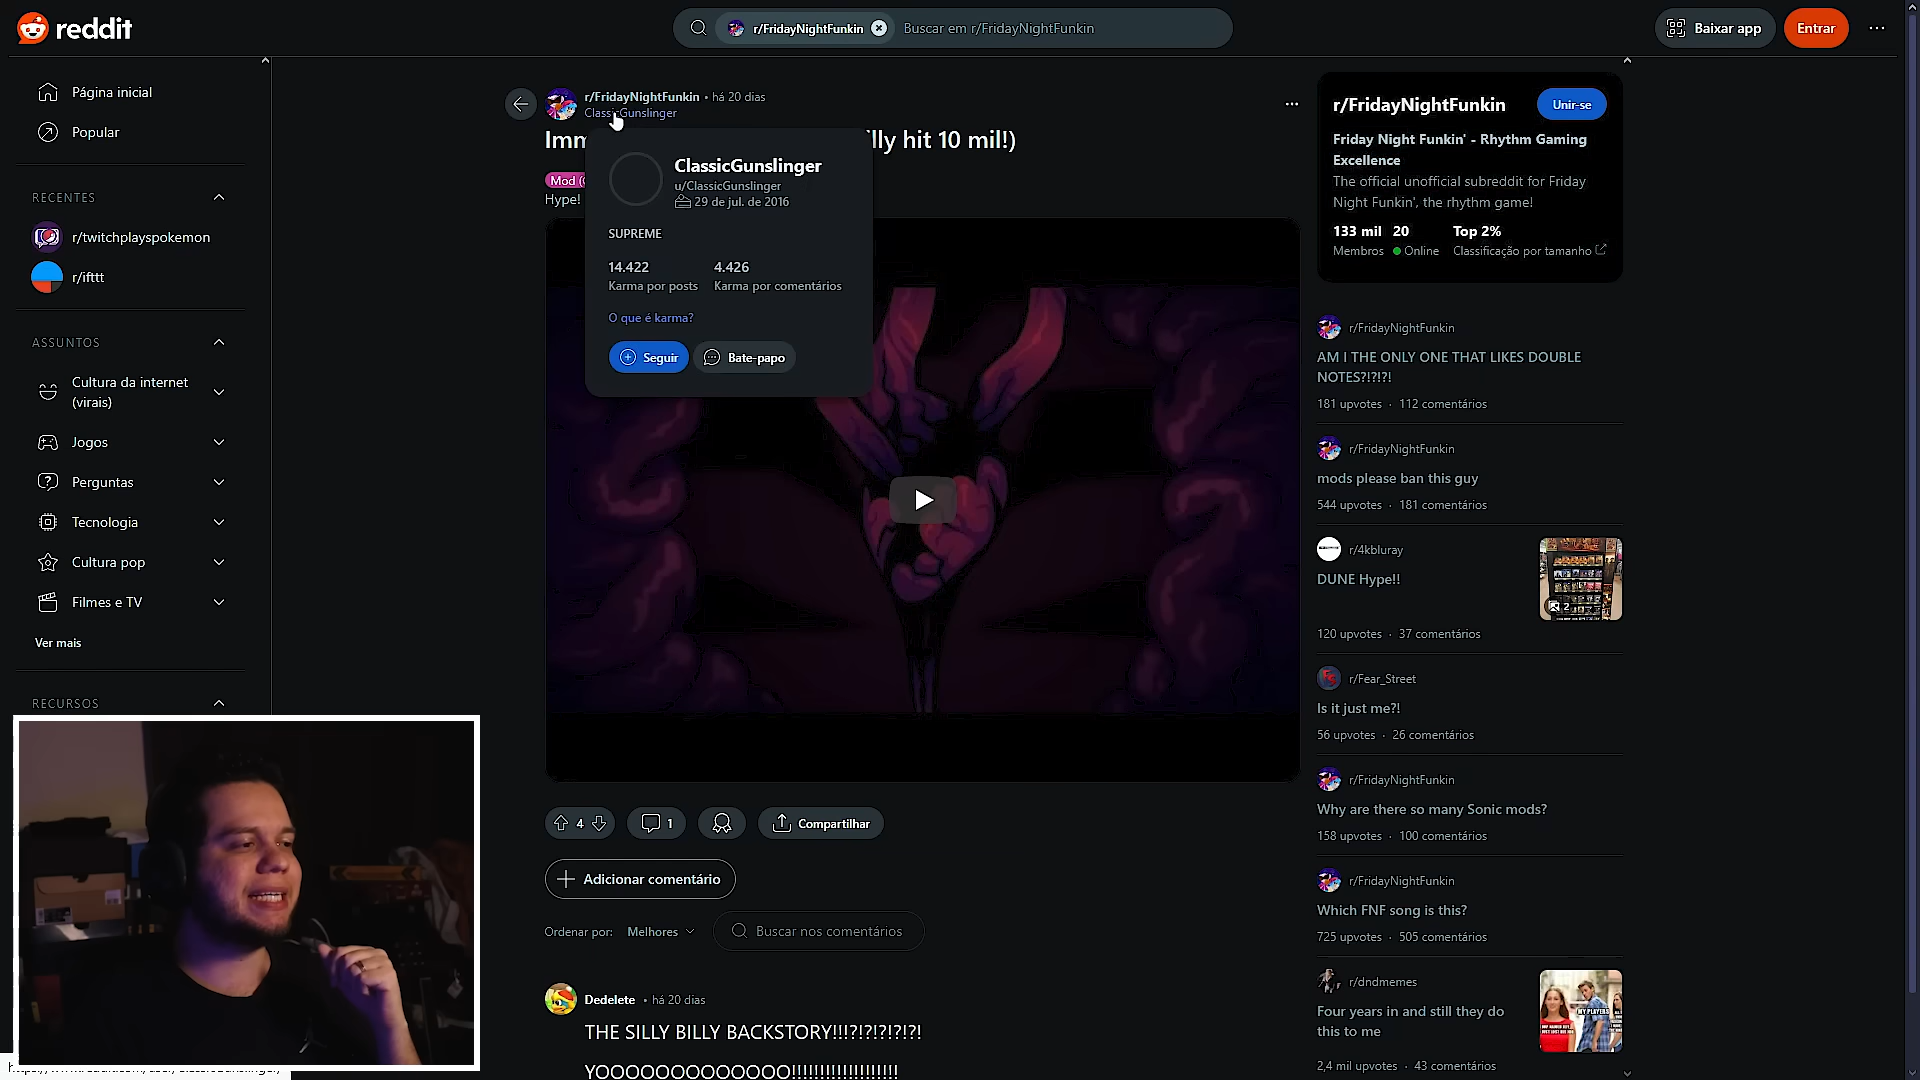 reddit
r/FridayNightFunkin
Buscar em r/FridayNightFunkin
Baixar app
Entrar
Página inicial
Popular
RECENTES
r/twitchplayspokemon
r/ifttt
ASSUNTOS
Cultura da internet
(virais)
Jogos
Perguntas
Tecnologia
Cultura pop
Filmes e TV
Ver mais
RECURSOS
r/FridayNightFunkin • há 20 dias
ClassicGunslinger
lly hit 10 mil!)
Mod
Hype!
ClassicGunslinger
u/ClassicGunslinger
29 de jul. de 2016
SUPREME
14.422 4.426
Karma por posts Karma por comentários
O que é karma?
Seguir Bate-papo
4 1 Compartilhar
Adicionar comentário
Ordenar por: Melhores Buscar nos comentários
Dedelete • há 20 dias
THE SILLY BILLY BACKSTORY!!!?!?!?!?!?!
YOOOOOOOOOOOOO!!!!!!!!!!!!!!!!!!!!
r/FridayNightFunkin Unir-se
Friday Night Funkin' - Rhythm Gaming
Excellence
The official unofficial subreddit for Friday
Night Funkin', the rhythm game!
133 mil 20 Top 2%
Membros Online Classificação por tamanho
r/FridayNightFunkin
AM I THE ONLY ONE THAT LIKES DOUBLE
NOTES?!?!?!
181 upvotes · 112 comentários
r/FridayNightFunkin
mods please ban this guy
544 upvotes · 181 comentários
r/4kbluray
DUNE Hype!!
2
120 upvotes · 37 comentários
r/Fear_Street
Is it just me?!
56 upvotes · 26 comentários
r/FridayNightFunkin
Why are there so many Sonic mods?
158 upvotes · 100 comentários
r/FridayNightFunkin
Which FNF song is this?
725 upvotes · 505 comentários
r/dndmemes
Four years in and still they do
this to me
MY PLAYERS
2,4 mil upvotes · 43 comentários